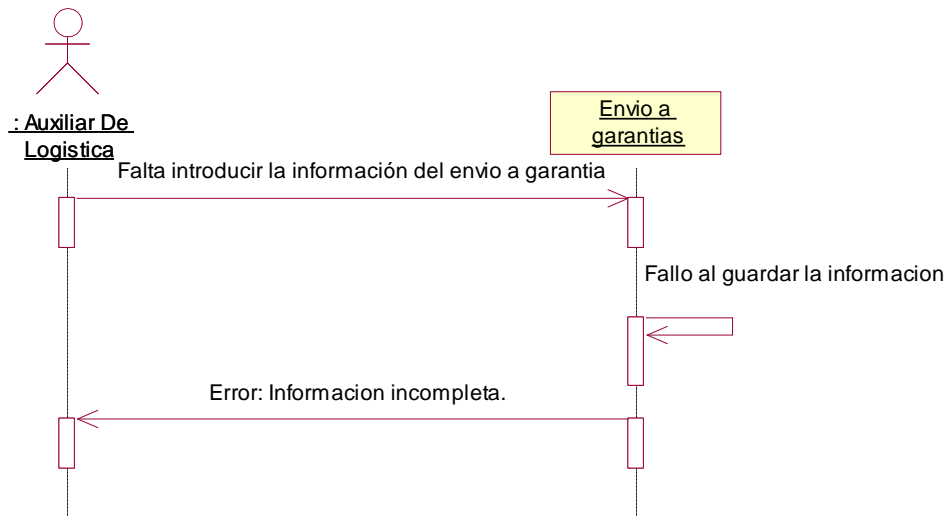 : Auxiliar De
Logistica
Envio a
garantias
Falta introducir la información del envio a garantia
Fallo al guardar la informacion
Error: Informacion incompleta.